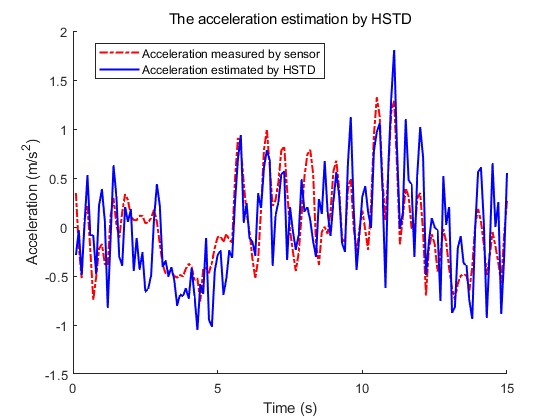 The acceleration estimation by HSTD
2
1.5
1
0.5
0
-0.5
-1
-1.5
Acceleration (m/s²)
Acceleration measured by sensor
Acceleration estimated by HSTD
0 5 10 15
Time (s)